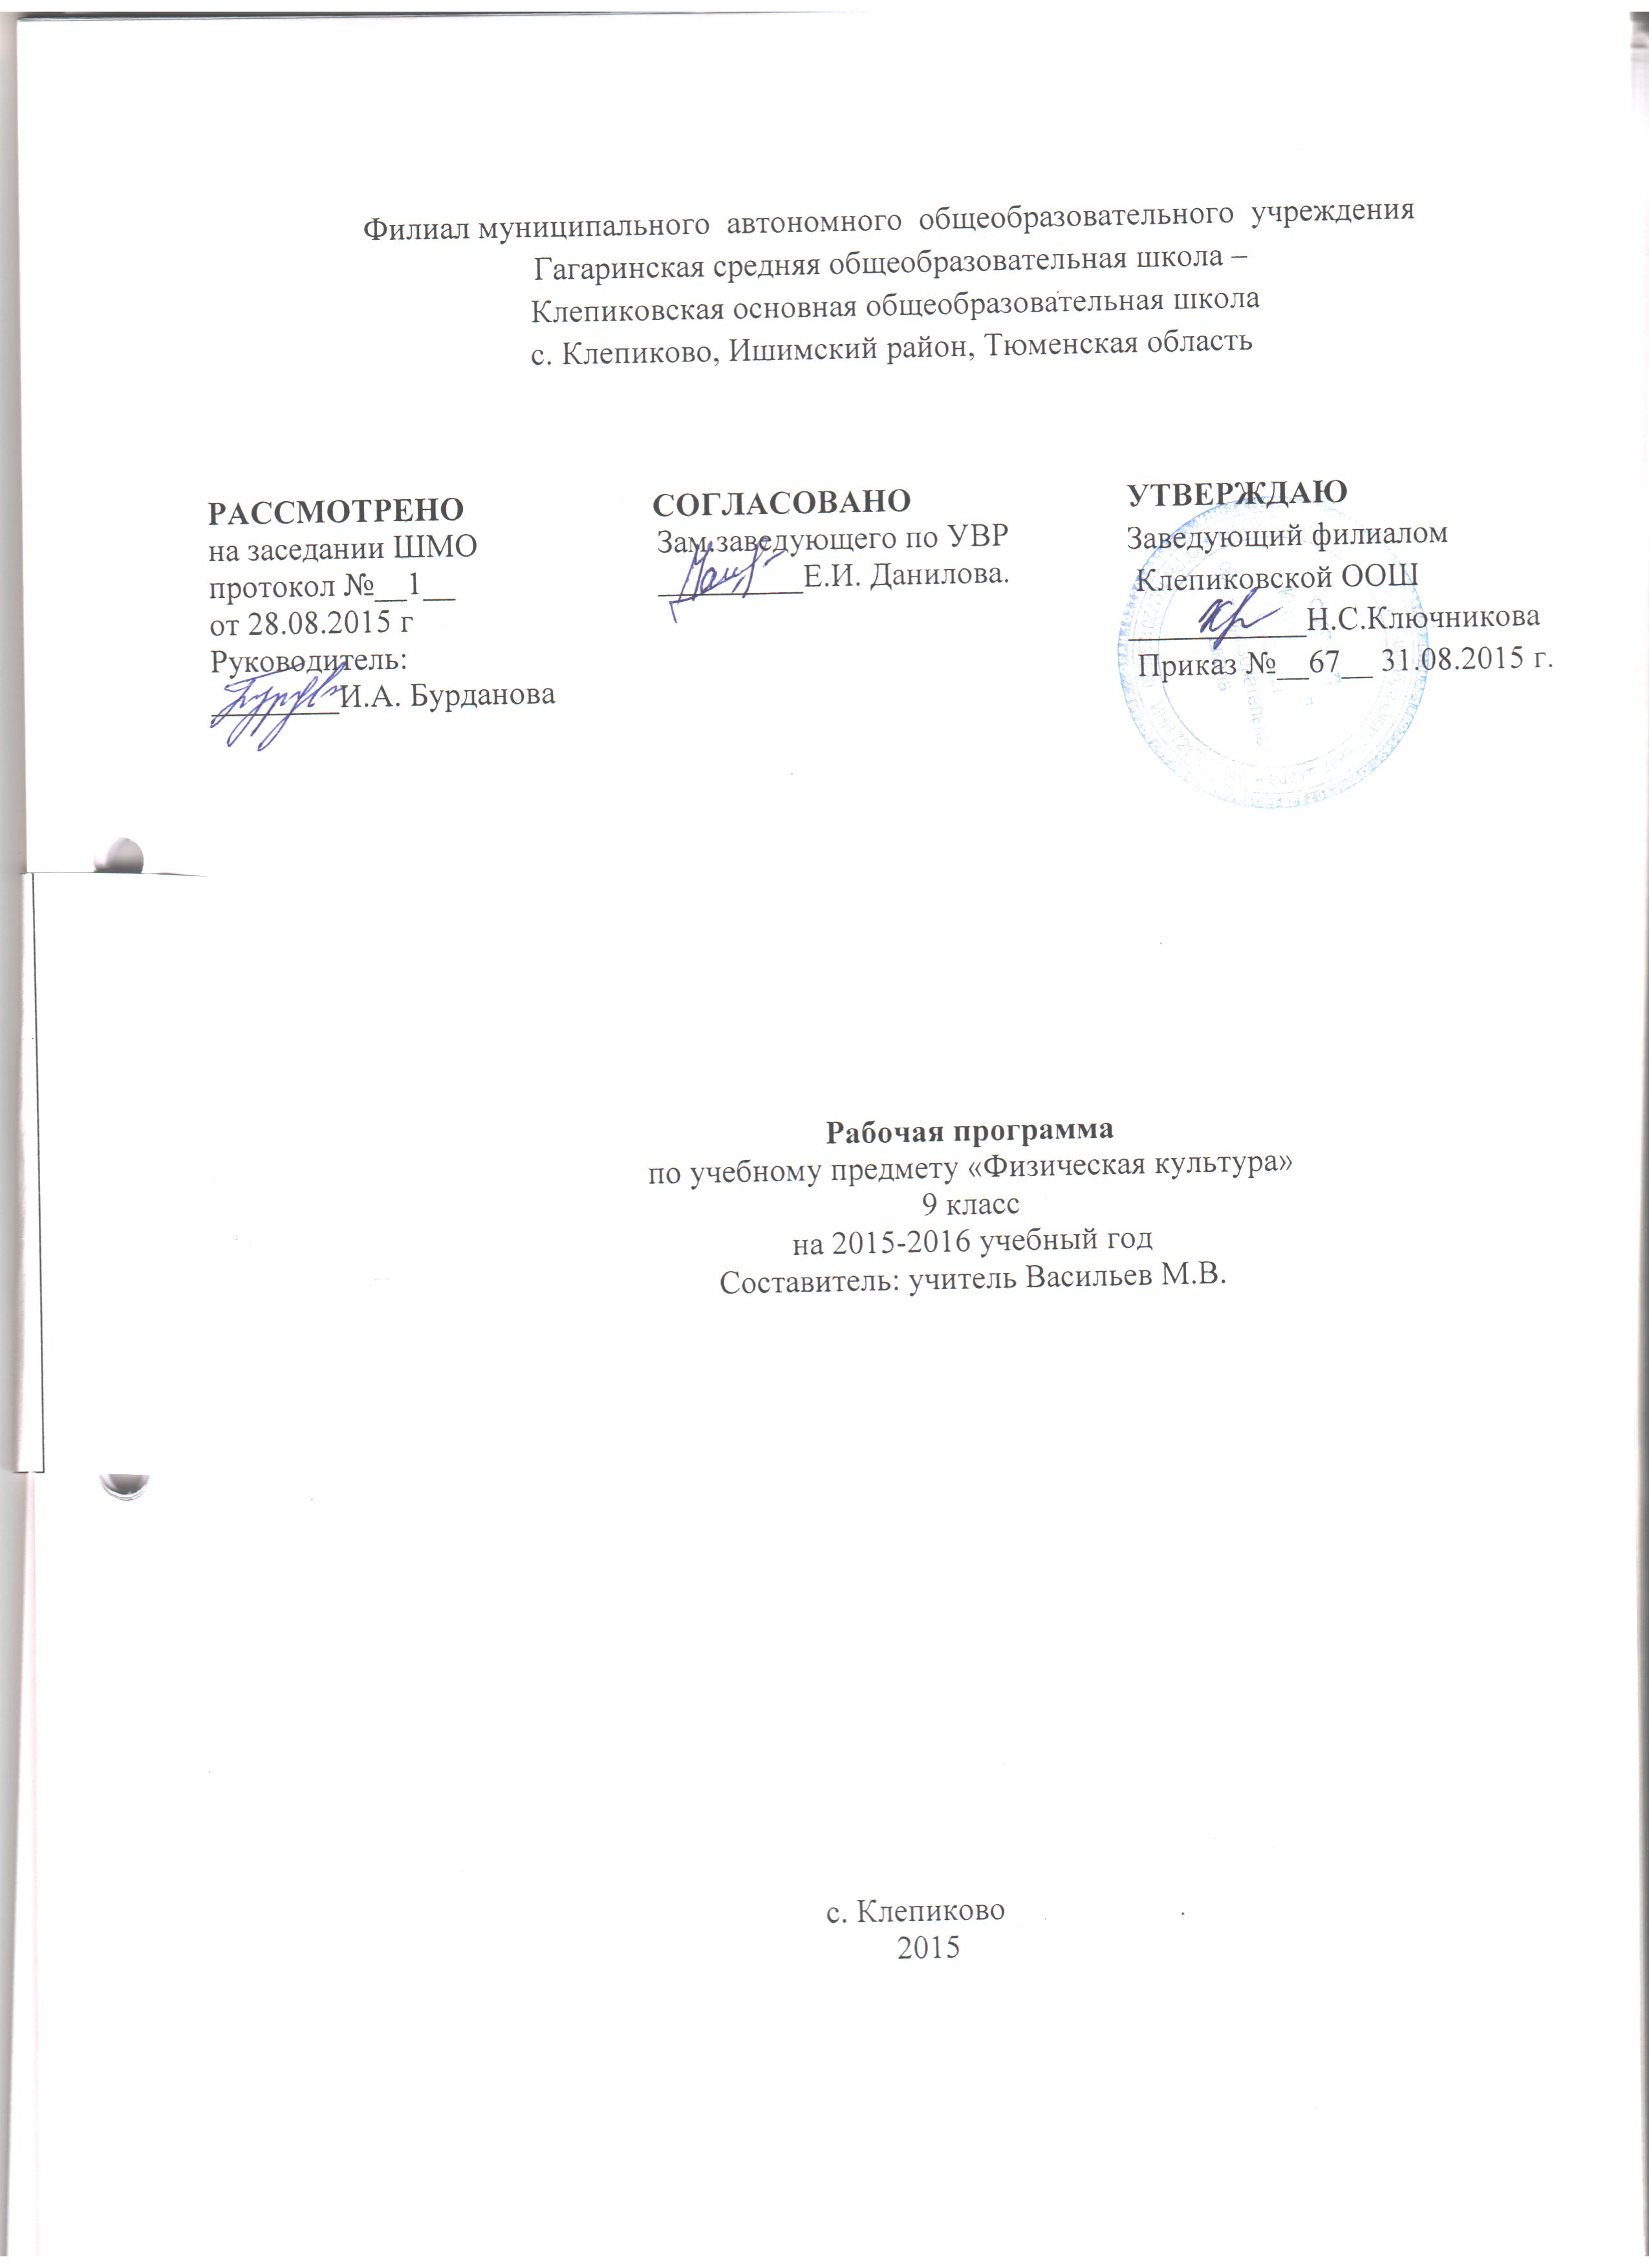 Филиал муниципального автономного общеобразовательного учреждения
Гагаринская средняя общеобразовательная школа –
Клепиковская основная общеобразовательная школа
с. Клепиково, Ишимский район, Тюменская область
РАССМОТРЕНО
на заседании ШМО
протокол №__1__
от 28.08.2015 г
Руководитель:
________И.А. Бурданова
СОГЛАСОВАНО
Зам.заведующего по УВР
_________Е.И. Данилова.
УТВЕРЖДАЮ
Заведующий филиалом
Клепиковской ООШ
___________Н.С.Ключникова
Приказ №__67__ 31.08.2015 г.
Рабочая программа
по учебному предмету «Физическая культура»
9 класс
на 2015-2016 учебный год
Составитель: учитель Васильев М.В.
с. Клепиково
2015